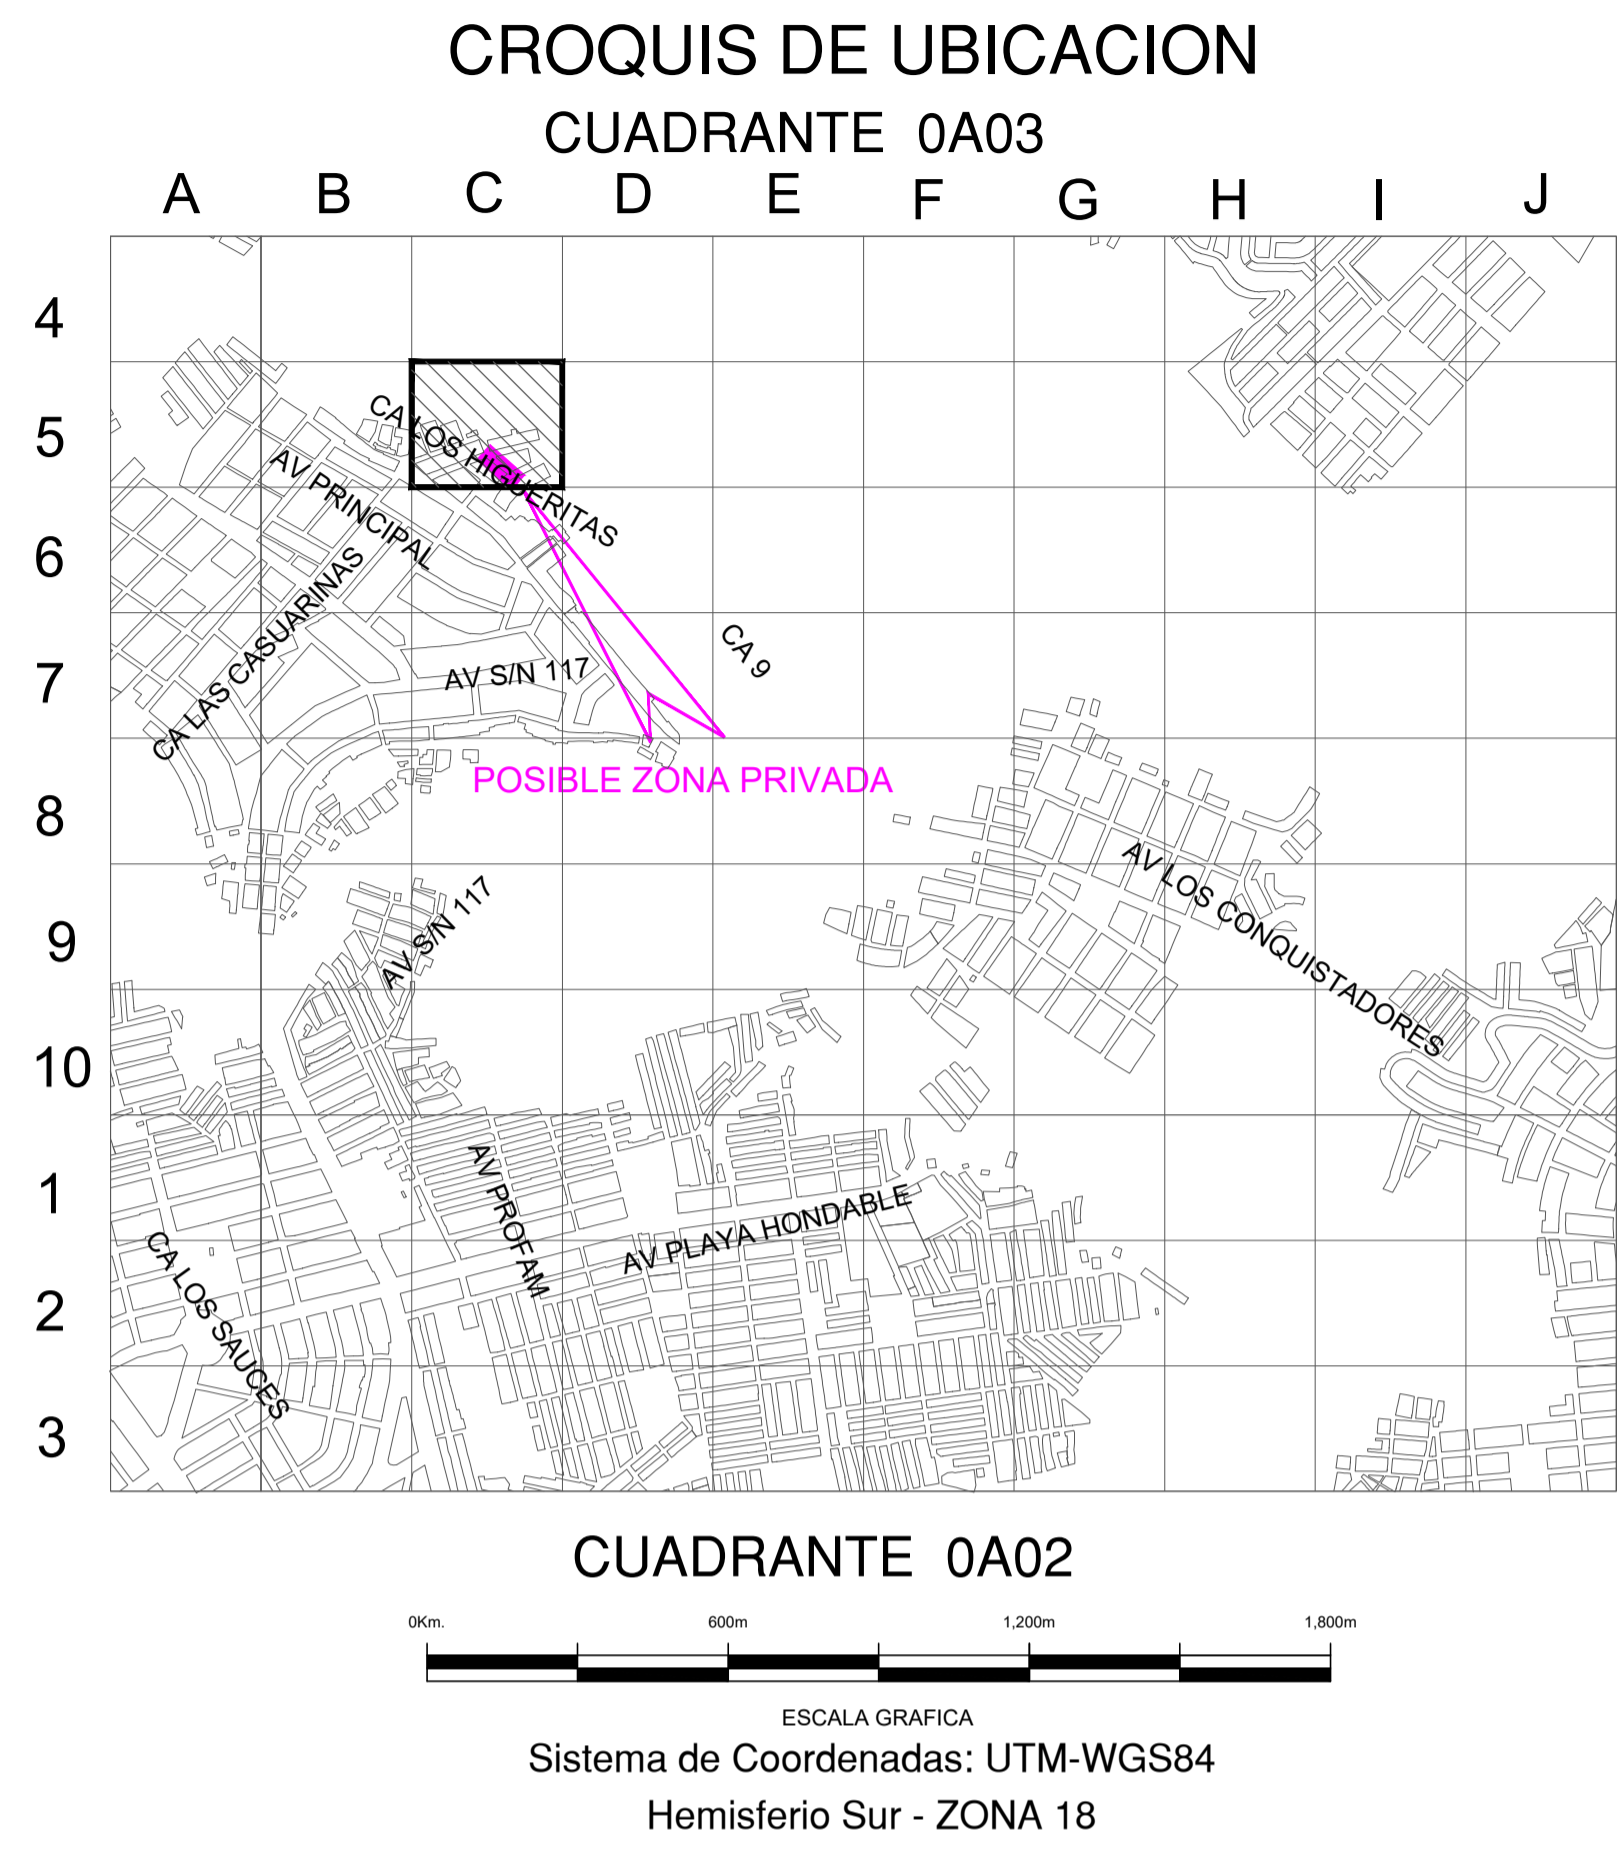 CROQUIS DE UBICACION
CUADRANTE 0A03
A B C D E F G H I J
4
5
CA LOS HIGUERITAS
AV PRINCIPAL
6
CA LAS CASUARINAS
CA 9
7
AV S/N 117
POSIBLE ZONA PRIVADA
8
AV LOS CONQUISTADORES
9
AV S/N 117
10
1
AV PROFAM
AV PLAYA HONDABLE
CA LOS SAUCES
2
3
CUADRANTE 0A02
0Km. 600m 1,200m 1,800m
ESCALA GRAFICA
Sistema de Coordenadas: UTM-WGS84
Hemisferio Sur - ZONA 18